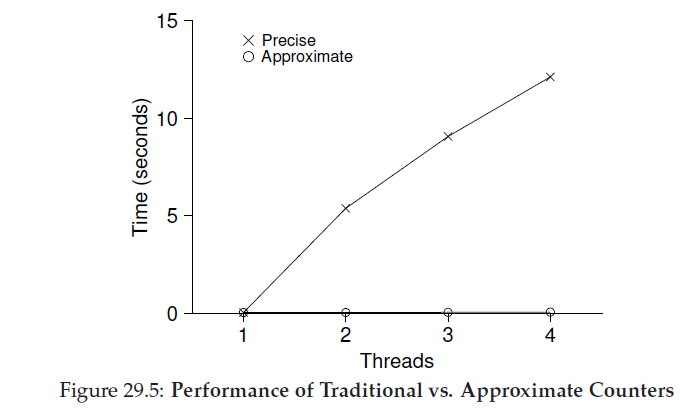 15
× Precise
○ Approximate
10
5
0
Time (seconds)
1 2 3 4
Threads
Figure 29.5: Performance of Traditional vs. Approximate Counters